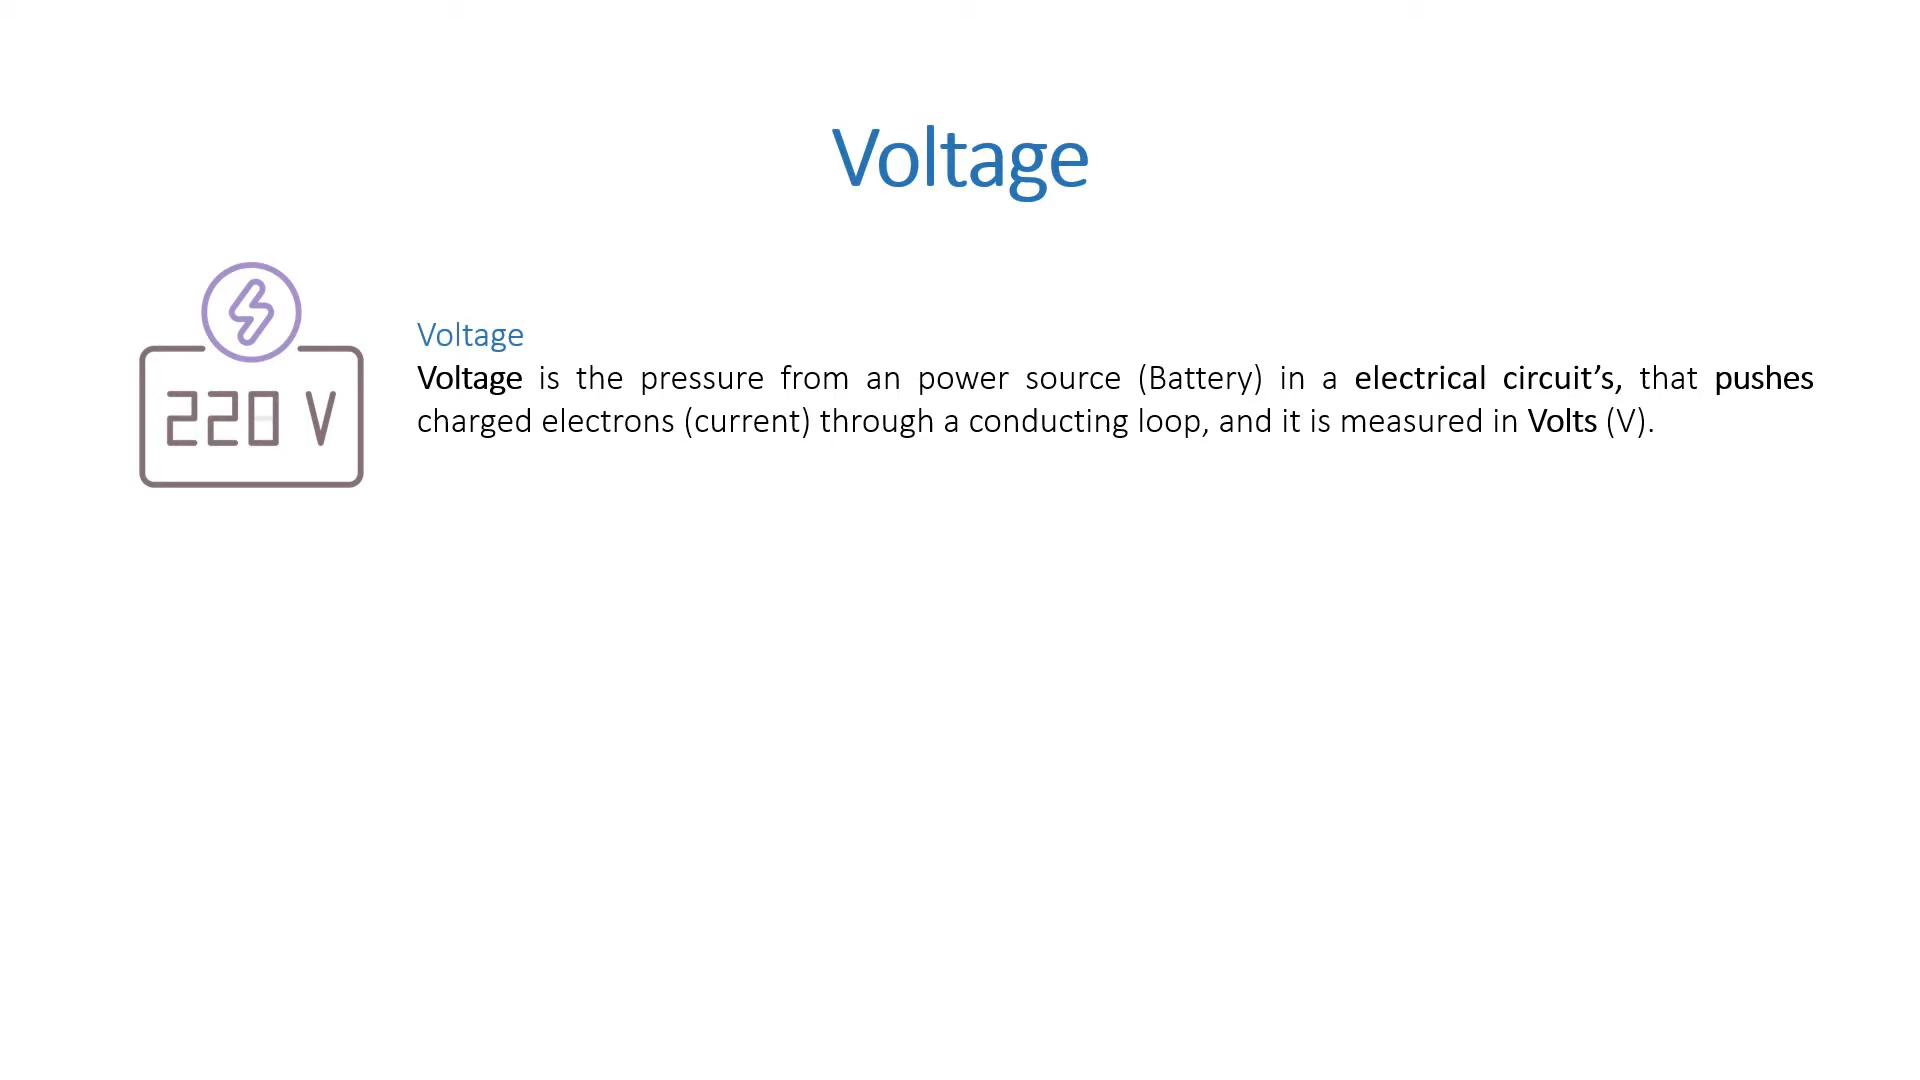 Voltage
220 V
Voltage
Voltage is the pressure from an power source (Battery) in a electrical circuit’s, that pushes
charged electrons (current) through a conducting loop, and it is measured in Volts (V).